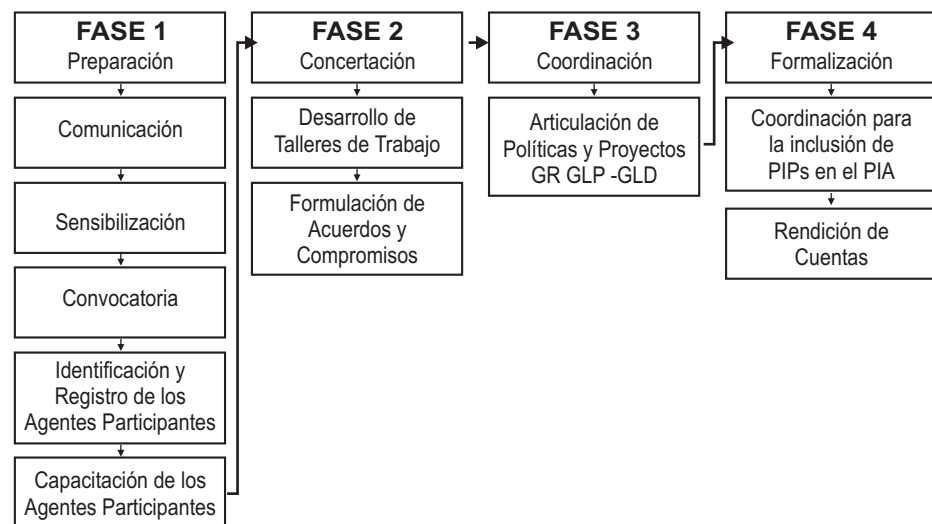 FASE 1
Preparación
Comunicación
Sensibilización
Convocatoria
Identificación y
Registro de los
Agentes Participantes
Capacitación de los
Agentes Participantes
FASE 2
Concertación
Desarrollo de
Talleres de Trabajo
Formulación de
Acuerdos y
Compromisos
FASE 3
Coordinación
Articulación de
Políticas y Proyectos
GR GLP -GLD
FASE 4
Formalización
Coordinación para
la inclusión de
PIPs en el PIA
Rendición de
Cuentas